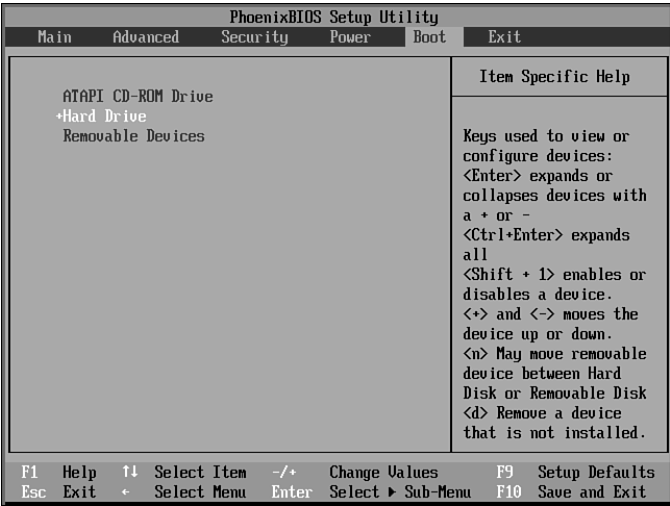 PhoenixBIOS Setup Utility
Main Advanced Security Power Boot Exit
ATAPI CD-ROM Drive
+Hard Drive
Removable Devices
Item Specific Help
Keys used to view or
configure devices:
<Enter> expands or
collapses devices with
a + or -
<Ctrl+Enter> expands
all
<Shift + 1> enables or
disables a device.
<+> and <-> moves the
device up or down.
<n> May move removable
device between Hard
Disk or Removable Disk
<d> Remove a device
that is not installed.
F1 Help ↑↓ Select Item -/+ Change Values F9 Setup Defaults
Esc Exit ← Select Menu Enter Select ▶ Sub-Menu F10 Save and Exit